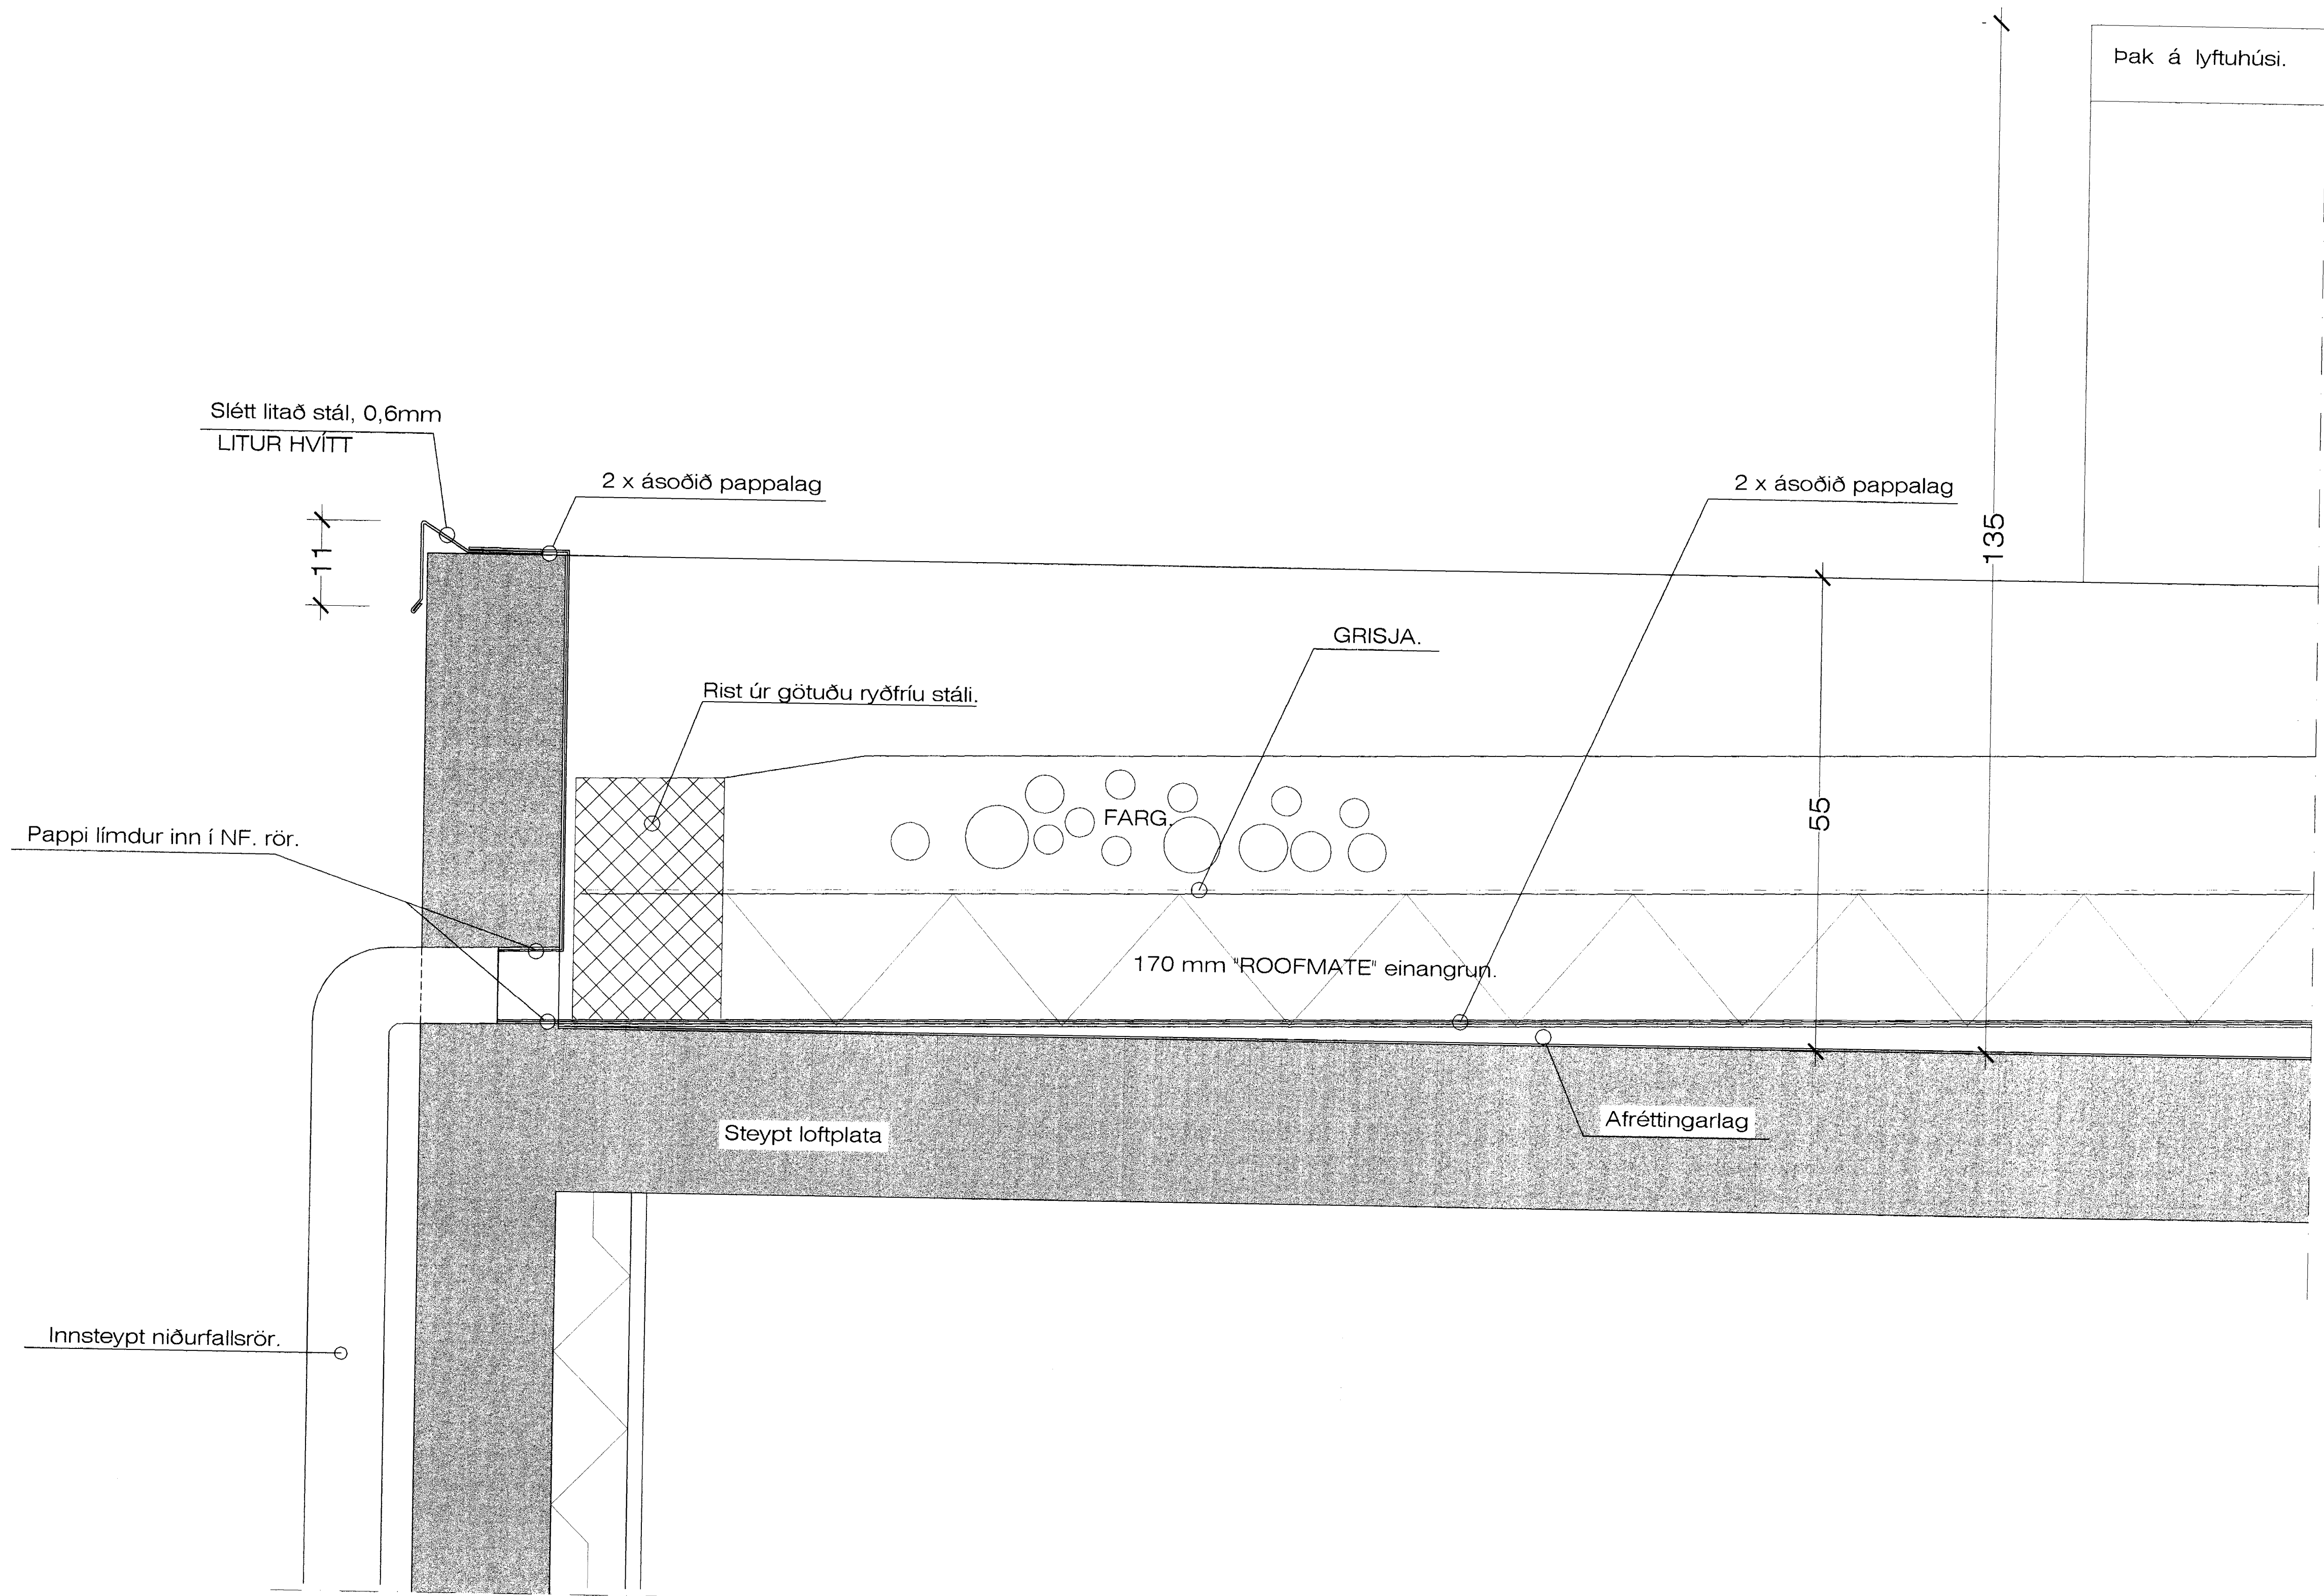 Þak á lyftuhúsi.
Slétt litað stál, 0,6mm
LITUR HVÍTT
2 x ásoðið pappalag
2 x ásoðið pappalag
135
11
GRISJA.
Rist úr götuðu ryðfríu stáli.
FARG.
55
Pappi límdur inn í NF. rör.
170 mm "ROOFMATE" einangrun.
Afréttingarlag
Steypt loftplata
Innsteypt niðurfallsrör.